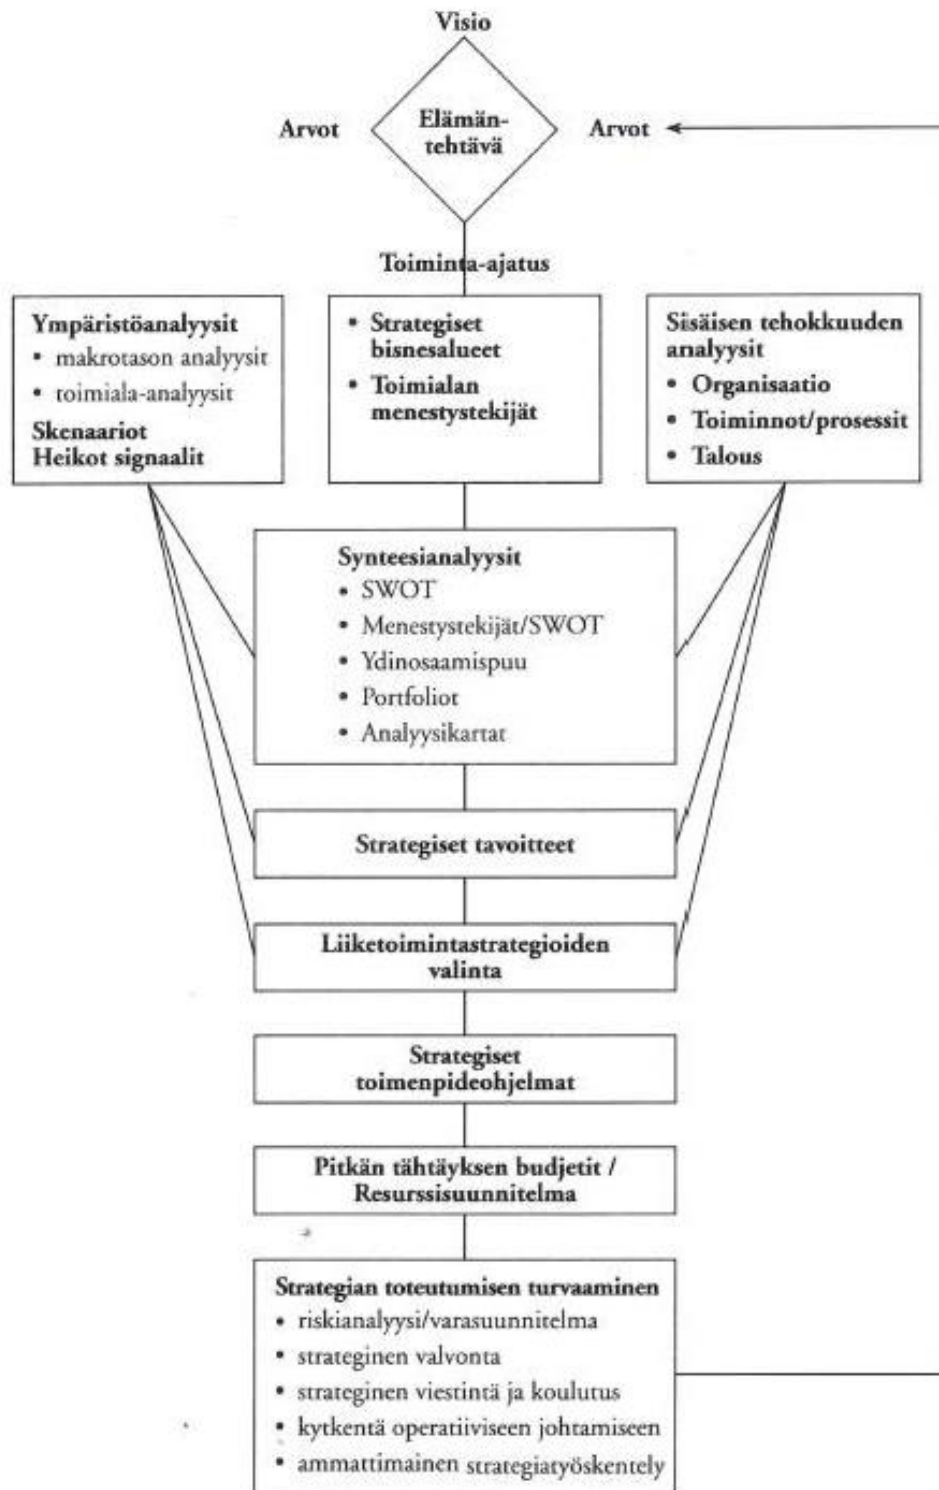 Visio
Arvot
Elämän-
tehtävä
Arvot
Toiminta-ajatus
Ympäristöanalyysit
• makrotason analyysit
• toimiala-analyysit
Skenaariot
Heikot signaalit
• Strategiset
bisnesalueet
• Toimialan
menestystekijät
Sisäisen tehokkuuden
analyysit
• Organisaatio
• Toiminnot/prosessit
• Talous
Synteesianalyysit
• SWOT
• Menestystekijät/SWOT
• Ydinosaamispuu
• Portfoliot
• Analyysikartat
Strategiset tavoitteet
Liiketoimintastrategioiden
valinta
Strategiset
toimenpideohjelmat
Pitkän tähtäyksen budjetit /
Resurssisuunnitelma
Strategian toteutumisen turvaaminen
• riskianalyysi/varasuunnitelma
• strateginen valvonta
• strateginen viestintä ja koulutus
• kytkentä operatiiviseen johtamiseen
• ammattimainen strategiatyöskentely